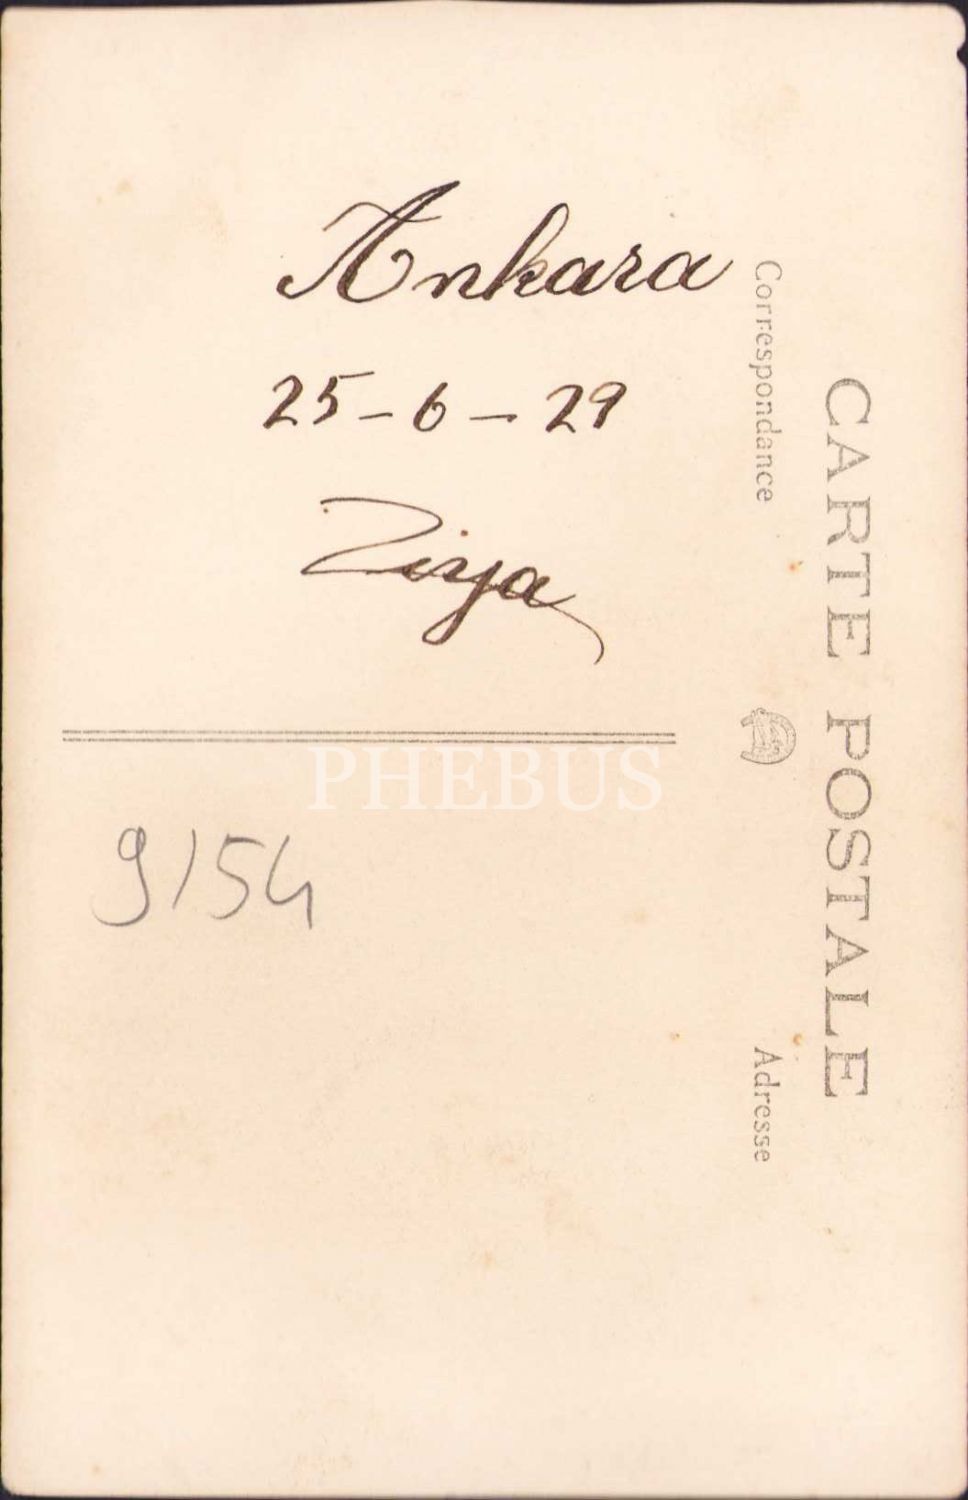 Ankara
25-6-29
Ziya
CARTE POSTALE
Correspondance
Adresse
PHEBUS
9154